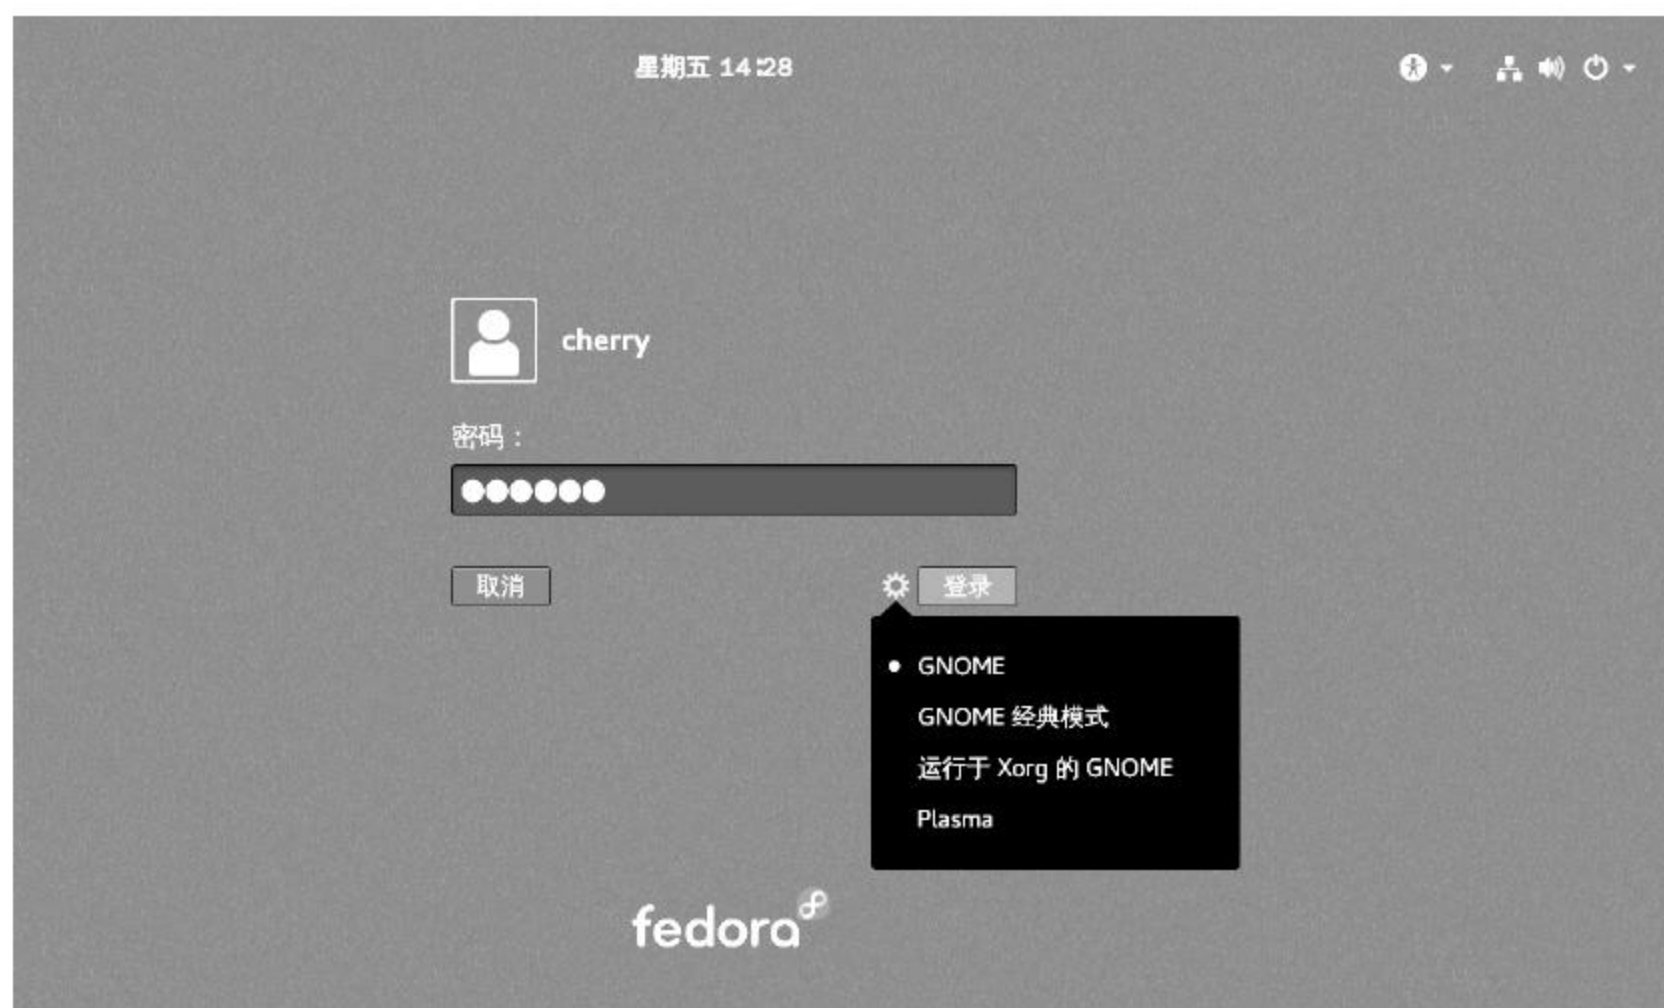 星期五 14:28
cherry
密码：
取消
登录
GNOME
GNOME 经典模式
运行于 Xorg 的 GNOME
Plasma
fedora